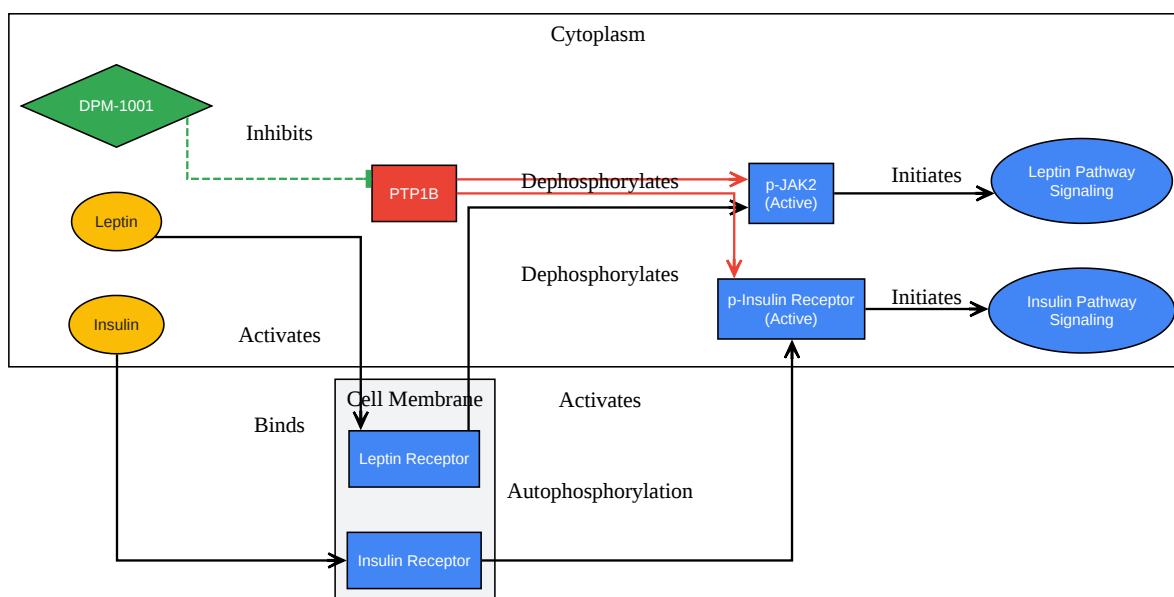 Cytoplasm
DPM-1001
Inhibits
PTP1B
Dephosphorylates
p-JAK2
(Active)
Initiates
Leptin Pathway
Signaling
Leptin
Dephosphorylates
p-Insulin Receptor
(Active)
Initiates
Insulin Pathway
Signaling
Insulin
Activates
Cell Membrane
Activates
Binds
Leptin Receptor
Autophosphorylation
Insulin Receptor